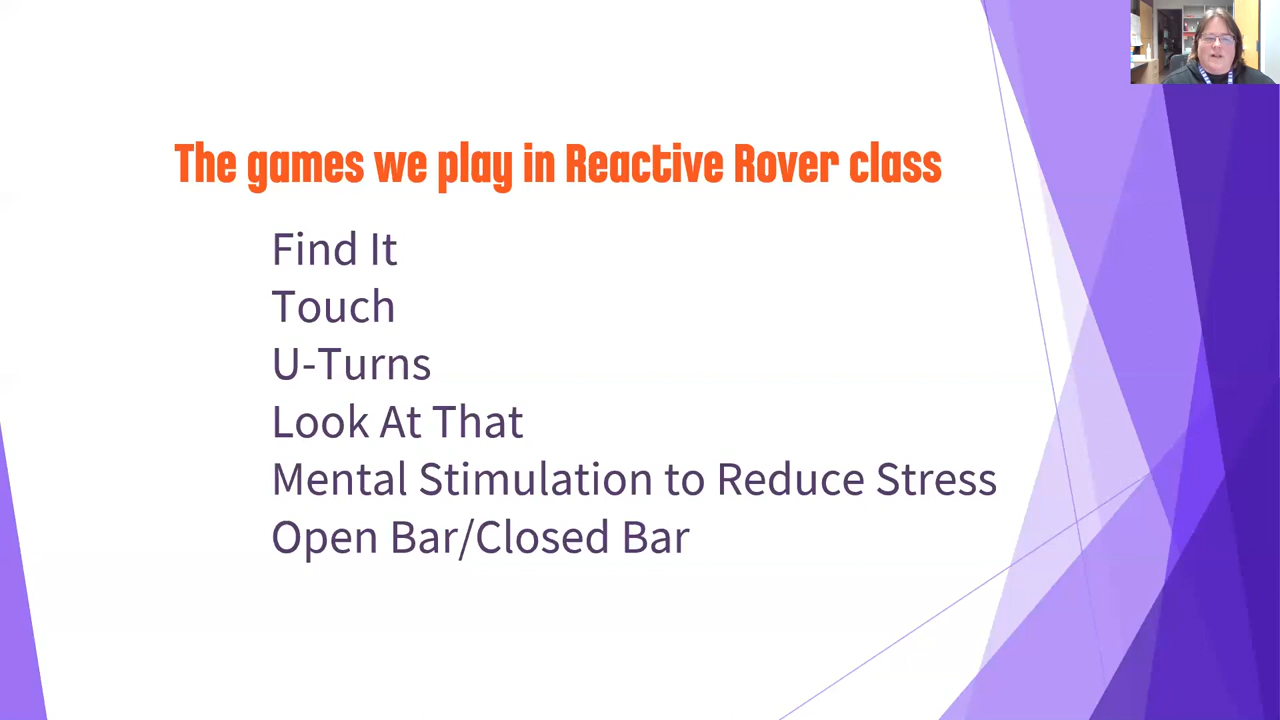 The games we play in Reactive Rover class
Find It
Touch
U-Turns
Look At That
Mental Stimulation to Reduce Stress
Open Bar/Closed Bar